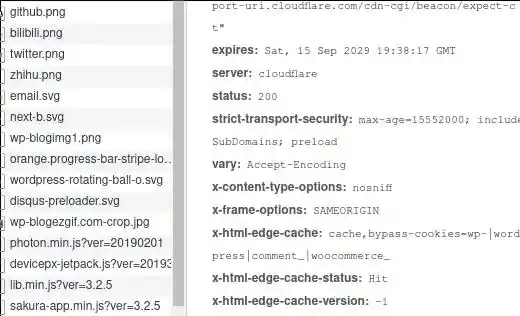 github.png
bilibili.png
twitter.png
zhihu.png
email.svg
next-b.svg
wp-blogimg1.png
orange.progress-bar-stripe-lo...
wordpress-rotating-ball-o.svg
disqus-preloader.svg
wp-blogezgif.com-crop.jpg
photon.min.js?ver=20190201
devicepx-jetpack.js?ver=20193
lib.min.js?ver=3.2.5
sakura-app.min.js?ver=3.2.5
port-uri.cloudflare.com/cdn-cgi/beacon/expect-c
t"
expires: Sat, 15 Sep 2029 19:38:17 GMT
server: cloudflare
status: 200
strict-transport-security: max-age=15552000; include
SubDomains; preload
vary: Accept-Encoding
x-content-type-options: nosniff
x-frame-options: SAMEORIGIN
x-html-edge-cache: cache,bypass-cookies=wp-|word
press|comment_|woocommerce_
x-html-edge-cache-status: Hit
x-html-edge-cache-version: -1